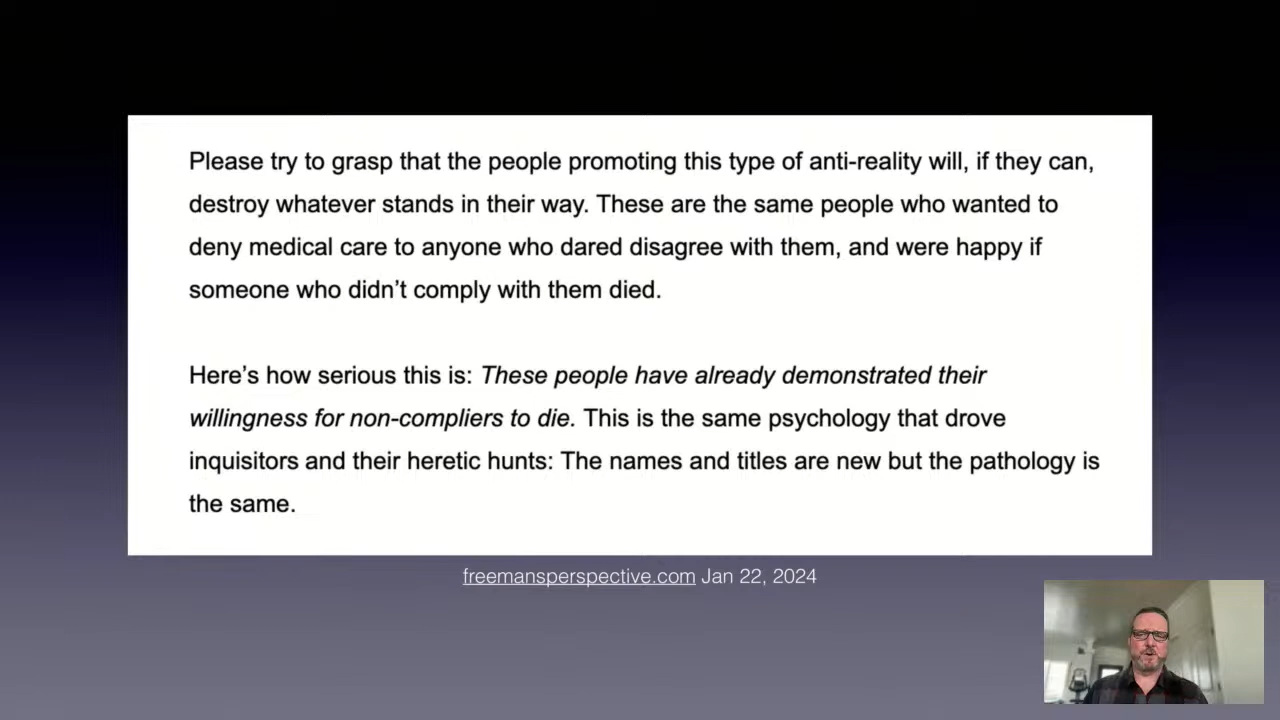 Please try to grasp that the people promoting this type of anti-reality will, if they can,
destroy whatever stands in their way. These are the same people who wanted to
deny medical care to anyone who dared disagree with them, and were happy if
someone who didn’t comply with them died.
Here’s how serious this is: These people have already demonstrated their
willingness for non-compliers to die. This is the same psychology that drove
inquisitors and their heretic hunts: The names and titles are new but the pathology is
the same.
freemansperspective.com Jan 22, 2024